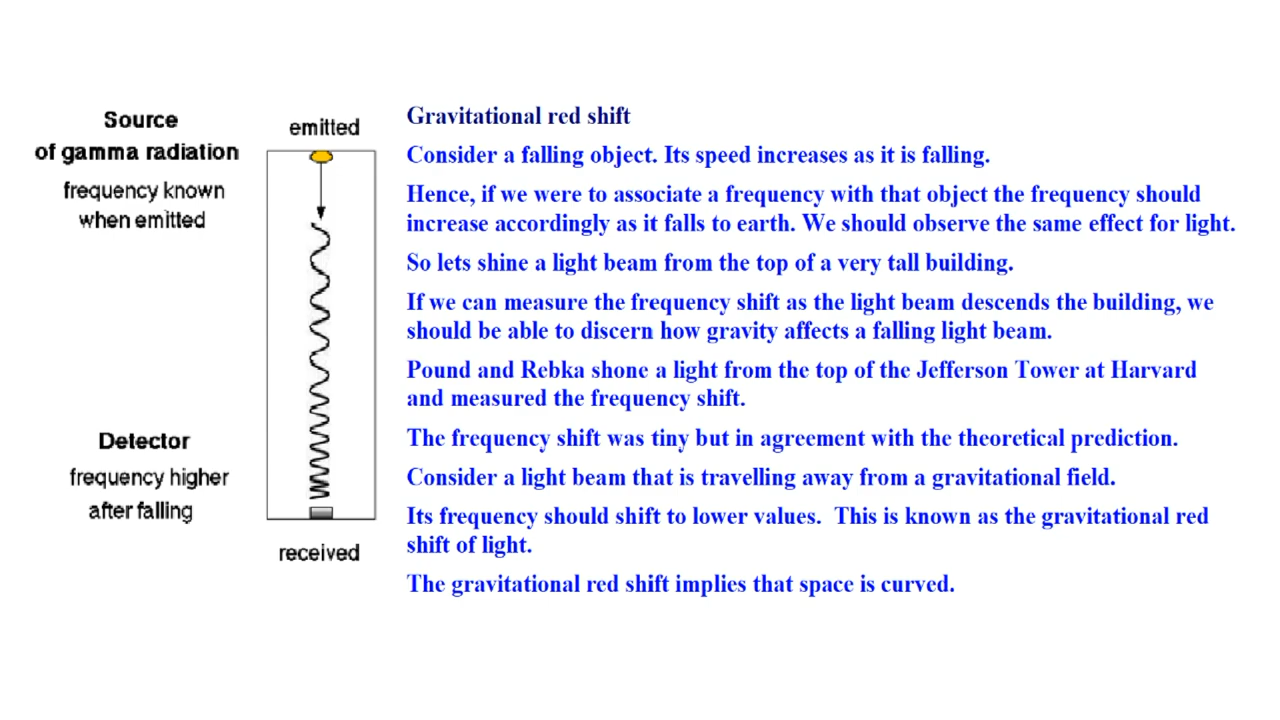 Source
of gamma radiation
frequency known
when emitted
emitted
Detector
frequency higher
after falling
received
Gravitational red shift
Consider a falling object. Its speed increases as it is falling.
Hence, if we were to associate a frequency with that object the frequency should
increase accordingly as it falls to earth. We should observe the same effect for light.
So lets shine a light beam from the top of a very tall building.
If we can measure the frequency shift as the light beam descends the building, we
should be able to discern how gravity affects a falling light beam.
Pound and Rebka shone a light from the top of the Jefferson Tower at Harvard
and measured the frequency shift.
The frequency shift was tiny but in agreement with the theoretical prediction.
Consider a light beam that is travelling away from a gravitational field.
Its frequency should shift to lower values.  This is known as the gravitational red
shift of light.
The gravitational red shift implies that space is curved.